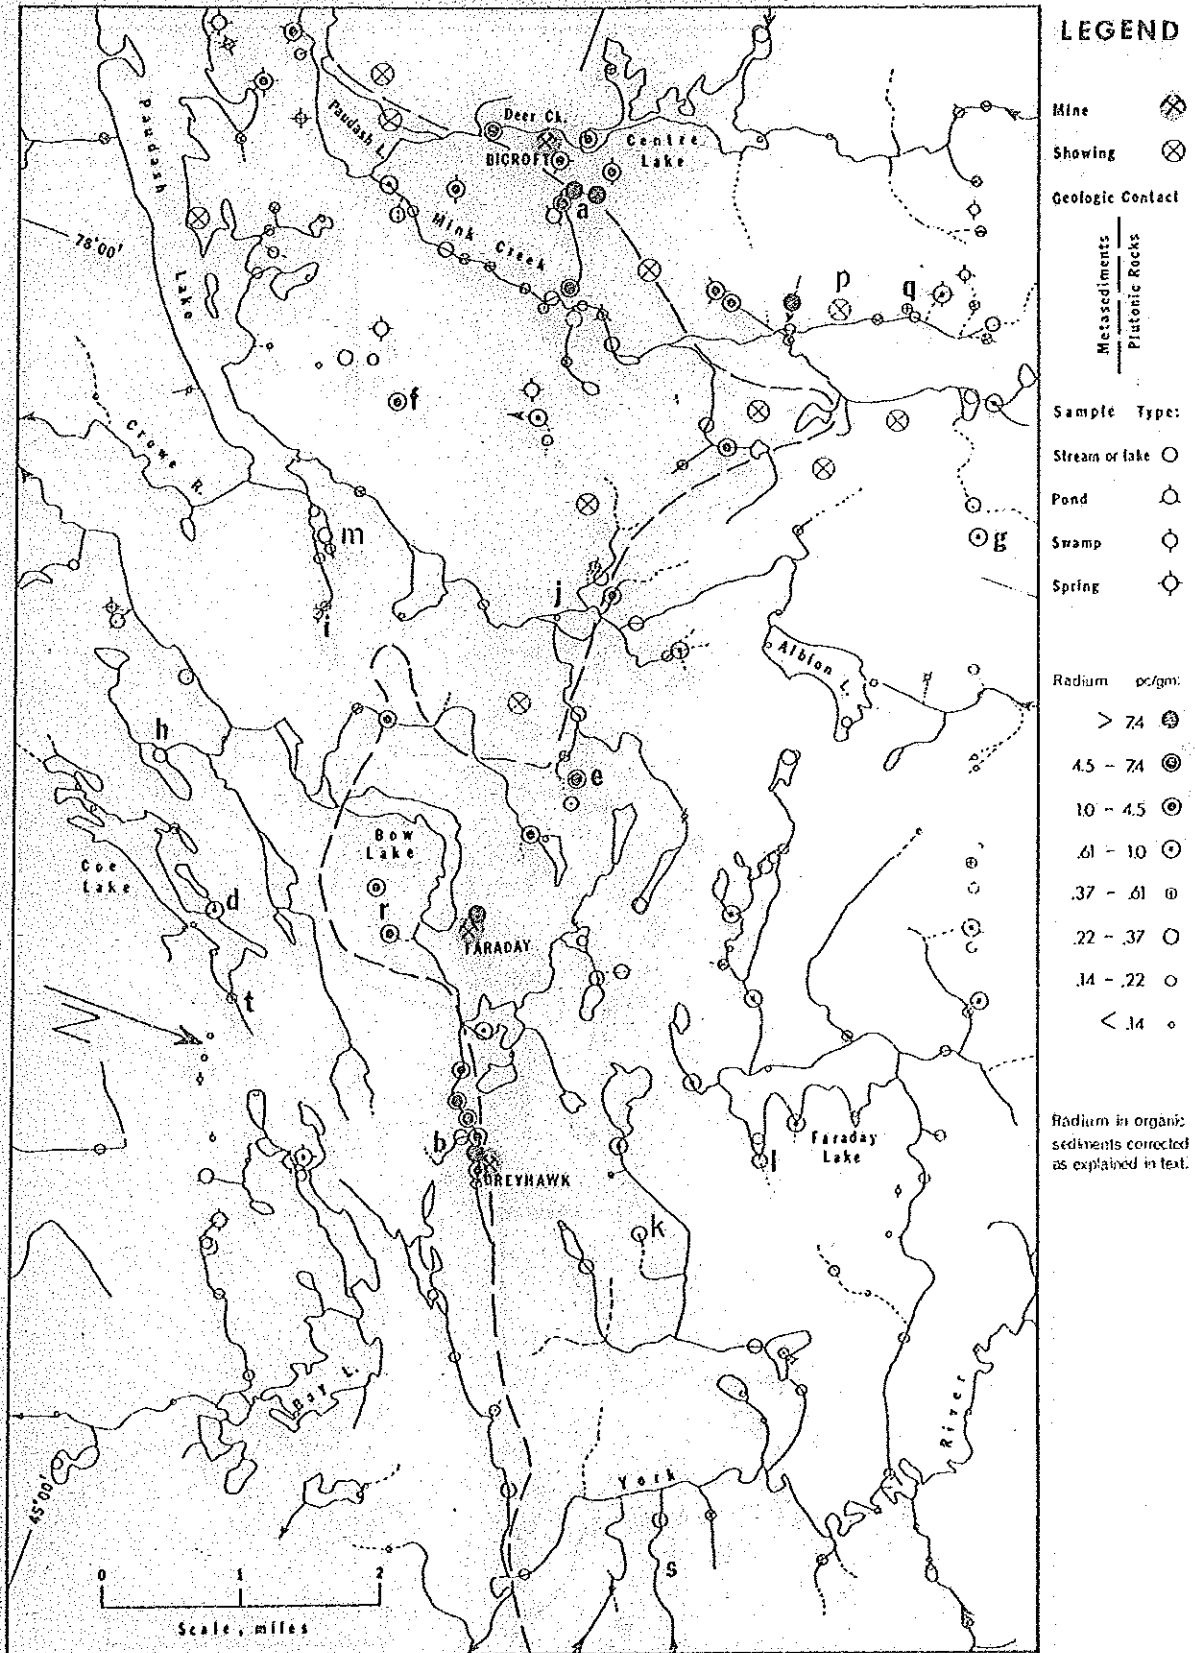 LEGEND
Mine
Showing
Geologic Contact
Metasediments
Plutonic Rocks
Sample Type:
Stream or lake
Pond
Swamp
Spring
Radium pc/gm:
> 7.4
4.5 - 7.4
1.0 - 4.5
.61 - 1.0
.37 - .61
.22 - .37
.14 - .22
< .14
Radium in organic
sediments corrected
as explained in text.
Paudash
Lake
78°00'
Paudash L.
Deer Ck.
BICROFT
Centre
Lake
a
Mink Creek
p
q
f
Crowe R.
m
g
j
i
Albion L.
h
e
Bow
Lake
Coe
Lake
d
r
FARADAY
t
N
b
GREYHAWK
Faraday
Lake
l
k
Bay L.
River
York
45°00'
s
0 1 2
Scale, miles